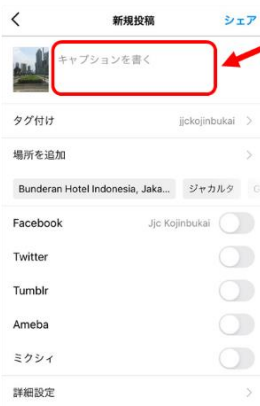 新規投稿
シェア
キャプションを書く
タグ付け
jjckojinbukai
場所を追加
Bunderan Hotel Indonesia, Jaka...
ジャカルタ
G
Facebook
Jjc Kojinbukai
Twitter
Tumblr
Ameba
ミクシィ
詳細設定